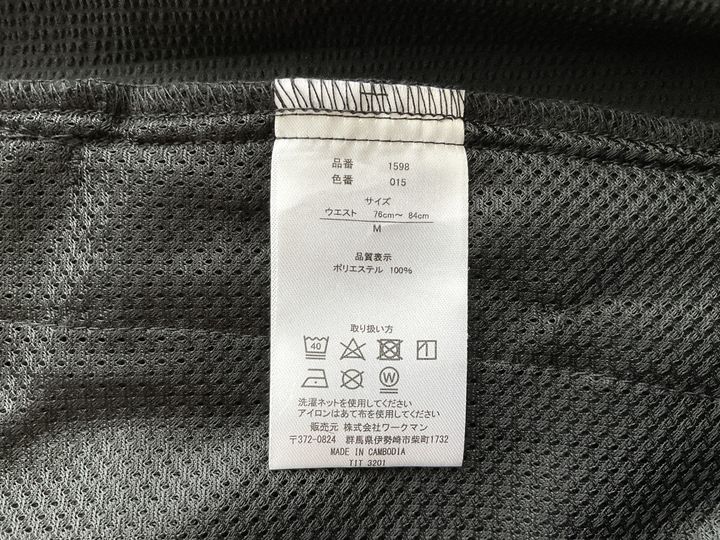 品番 1598
色番 015
サイズ
ウエスト 76cm～ 84cm
M
品質表示
ポリエステル 100%
取り扱い方
40
W
洗濯ネットを使用してください
アイロンはあて布を使用してください
販売元 株式会社ワークマン
〒372-0824 群馬県伊勢崎市柴町1732
MADE IN CAMBODIA
TIT 3201